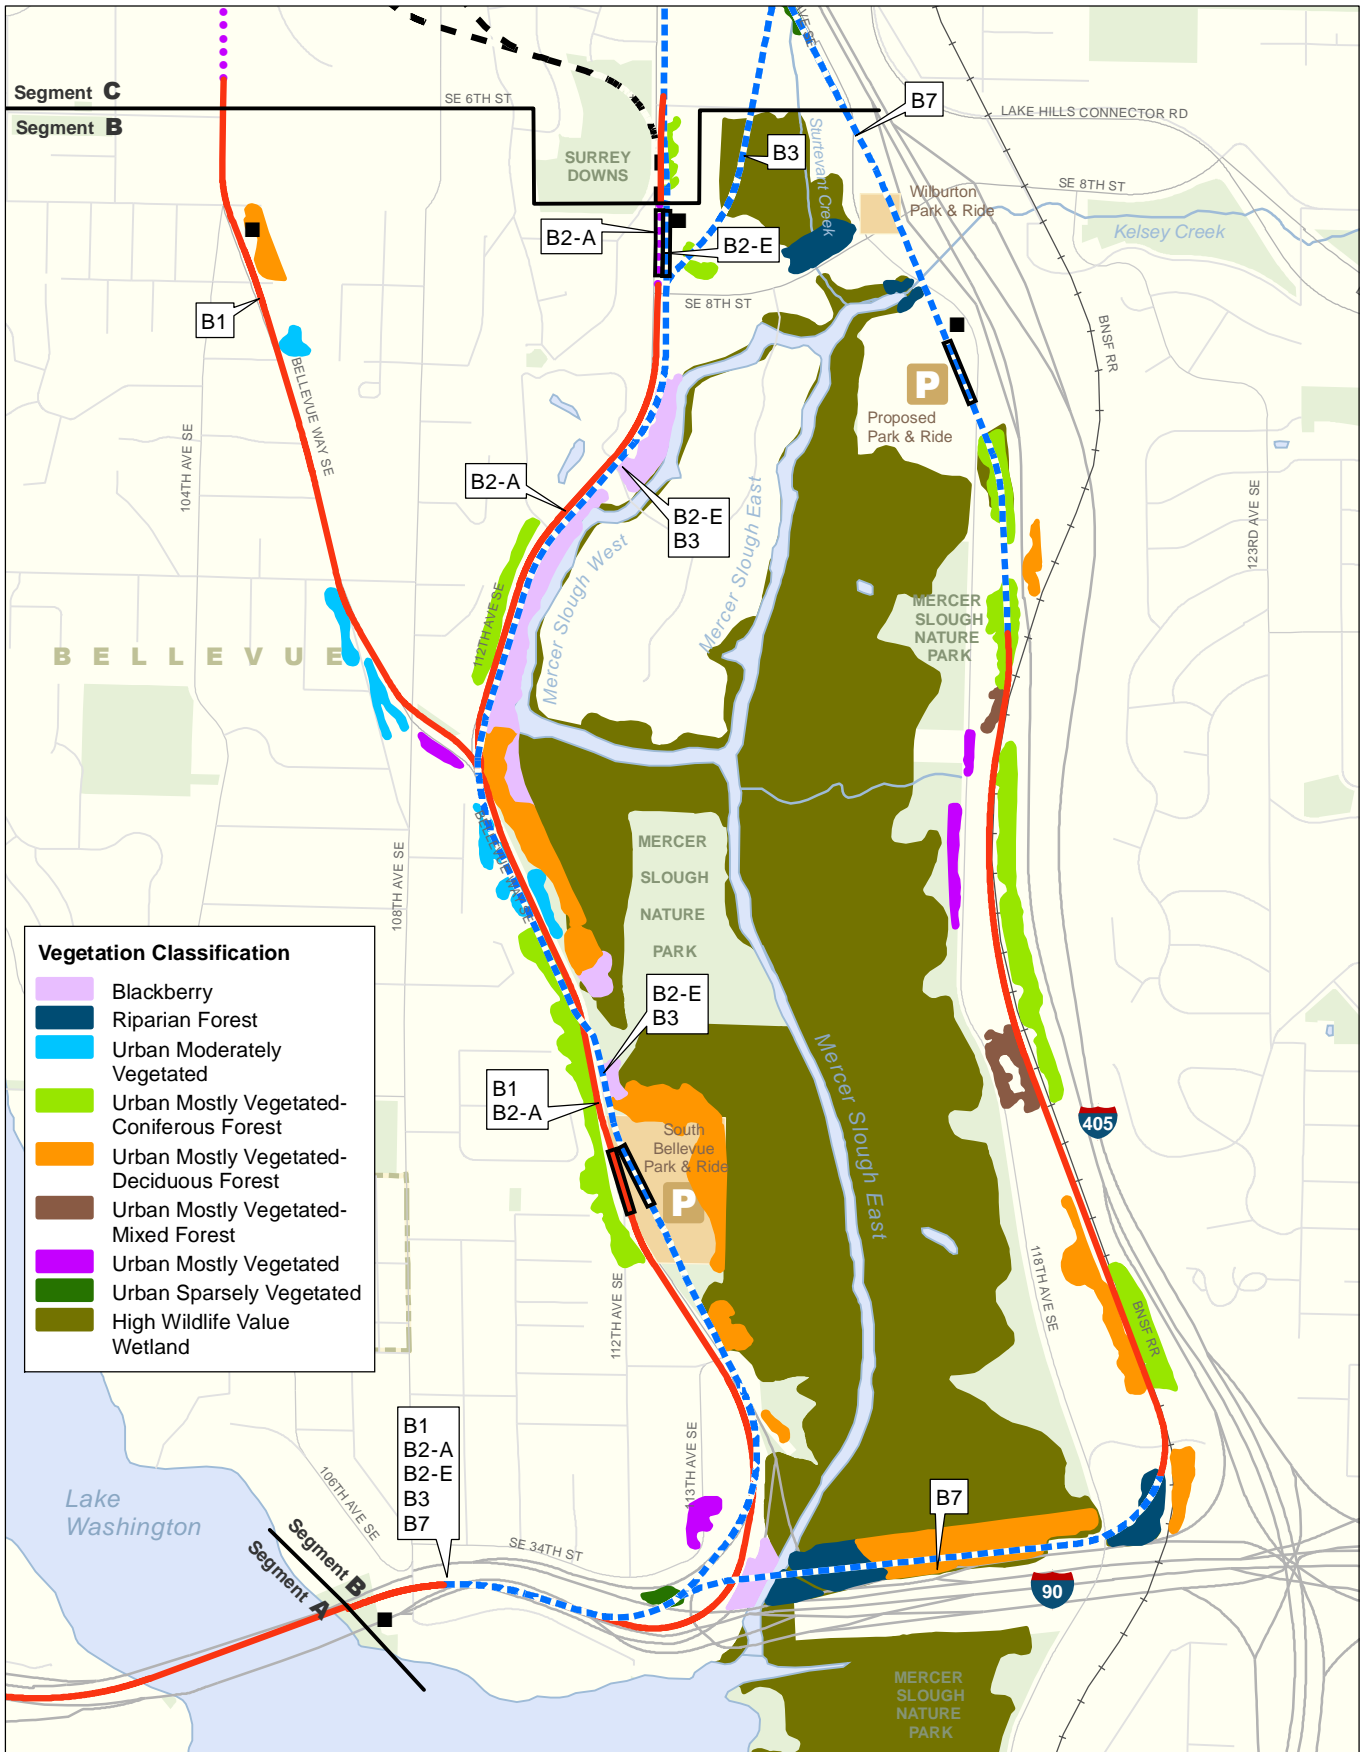 Segment C
Segment B
SE 6TH ST
AVE SE
B7
LAKE HILLS CONNECTOR RD
SURREY
DOWNS
B3
Sturtevant Creek
SE 8TH ST
Wilburton
Park & Ride
Kelsey Creek
B2-A
B2-E
SE 8TH ST
B1
BNSF RR
BELLEVUE WAY SE
P
Proposed
Park & Ride
104TH AVE SE
B2-A
B2-E
B3
Mercer Slough East
123RD AVE SE
Mercer Slough West
112TH AVE SE
MERCER
SLOUGH
NATURE
PARK
BELLEVUE
BELLEVUE WAY SE
MERCER
SLOUGH
NATURE
PARK
108TH AVE SE
Vegetation Classification
Blackberry
Riparian Forest
Urban Moderately
Vegetated
Urban Mostly Vegetated-
Coniferous Forest
Urban Mostly Vegetated-
Deciduous Forest
Urban Mostly Vegetated-
Mixed Forest
Urban Mostly Vegetated
Urban Sparsely Vegetated
High Wildlife Value
Wetland
B2-E
B3
Mercer Slough East
B1
B2-A
405
South
Bellevue
Park & Ride
P
112TH AVE SE
118TH AVE SE
BNSF RR
B1
B2-A
B2-E
B3
B7
113TH AVE SE
106TH AVE SE
Lake
Washington
B7
SE 34TH ST
Segment B
Segment A
90
MERCER
SLOUGH
NATURE
PARK